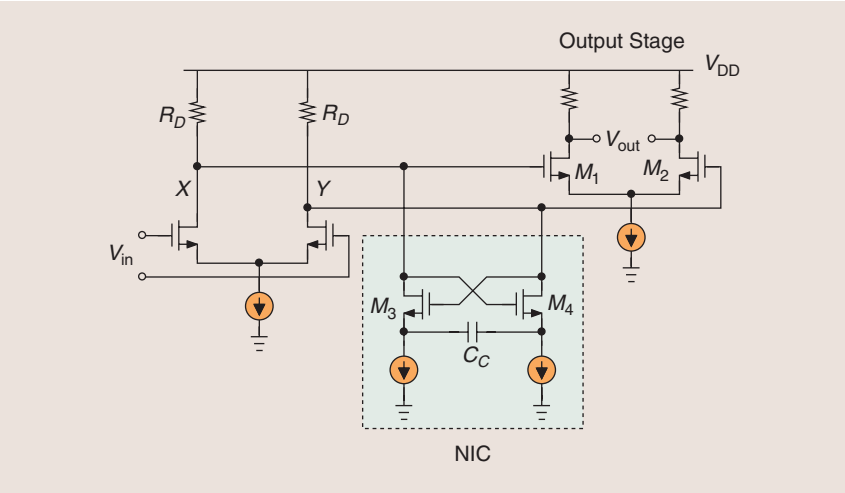 Output Stage
V_DD
R_D
R_D
V_out
M_1
M_2
X
Y
V_in
M_3
M_4
C_C
NIC